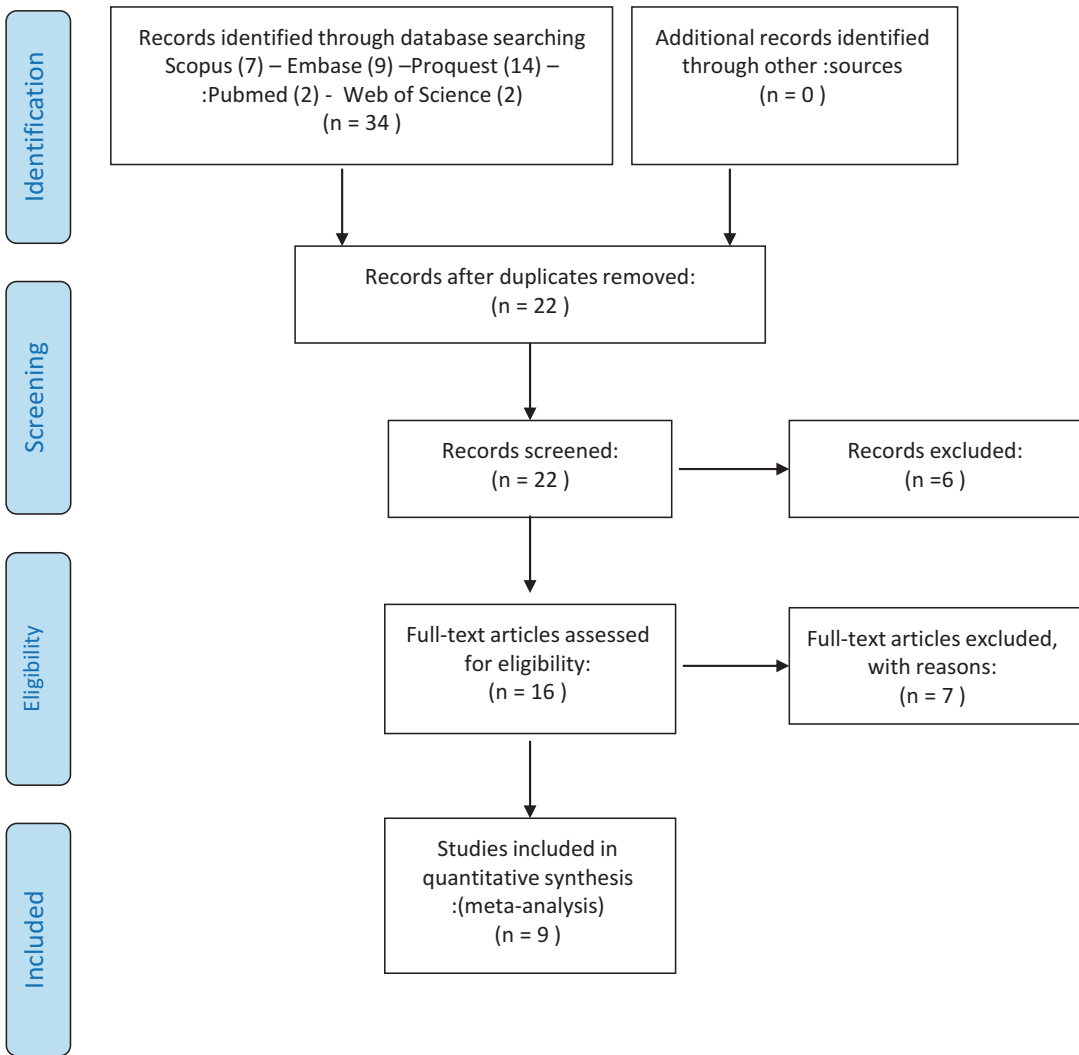 Identification
Records identified through database searching
Scopus (7) – Embase (9) –Proquest (14) –
:Pubmed (2) - Web of Science (2)
(n = 34 )
Additional records identified
through other :sources
(n = 0 )
Records after duplicates removed:
(n = 22 )
Screening
Records screened:
(n = 22 )
Records excluded:
(n =6 )
Eligibility
Full-text articles assessed
for eligibility:
(n = 16 )
Full-text articles excluded,
with reasons:
(n = 7 )
Included
Studies included in
quantitative synthesis
:(meta-analysis)
(n = 9 )